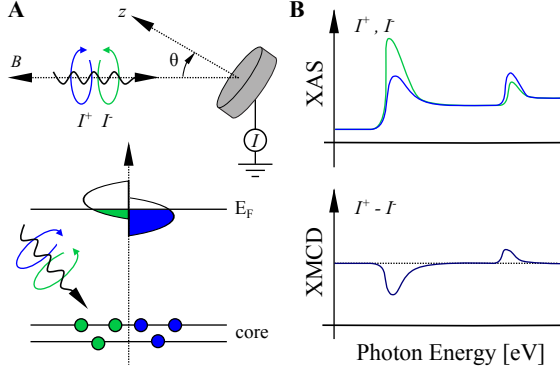 A
z
θ
B
I⁺ I⁻
I
E_F
core
B
I⁺ , I⁻
XAS
I⁺ - I⁻
XMCD
Photon Energy [eV]